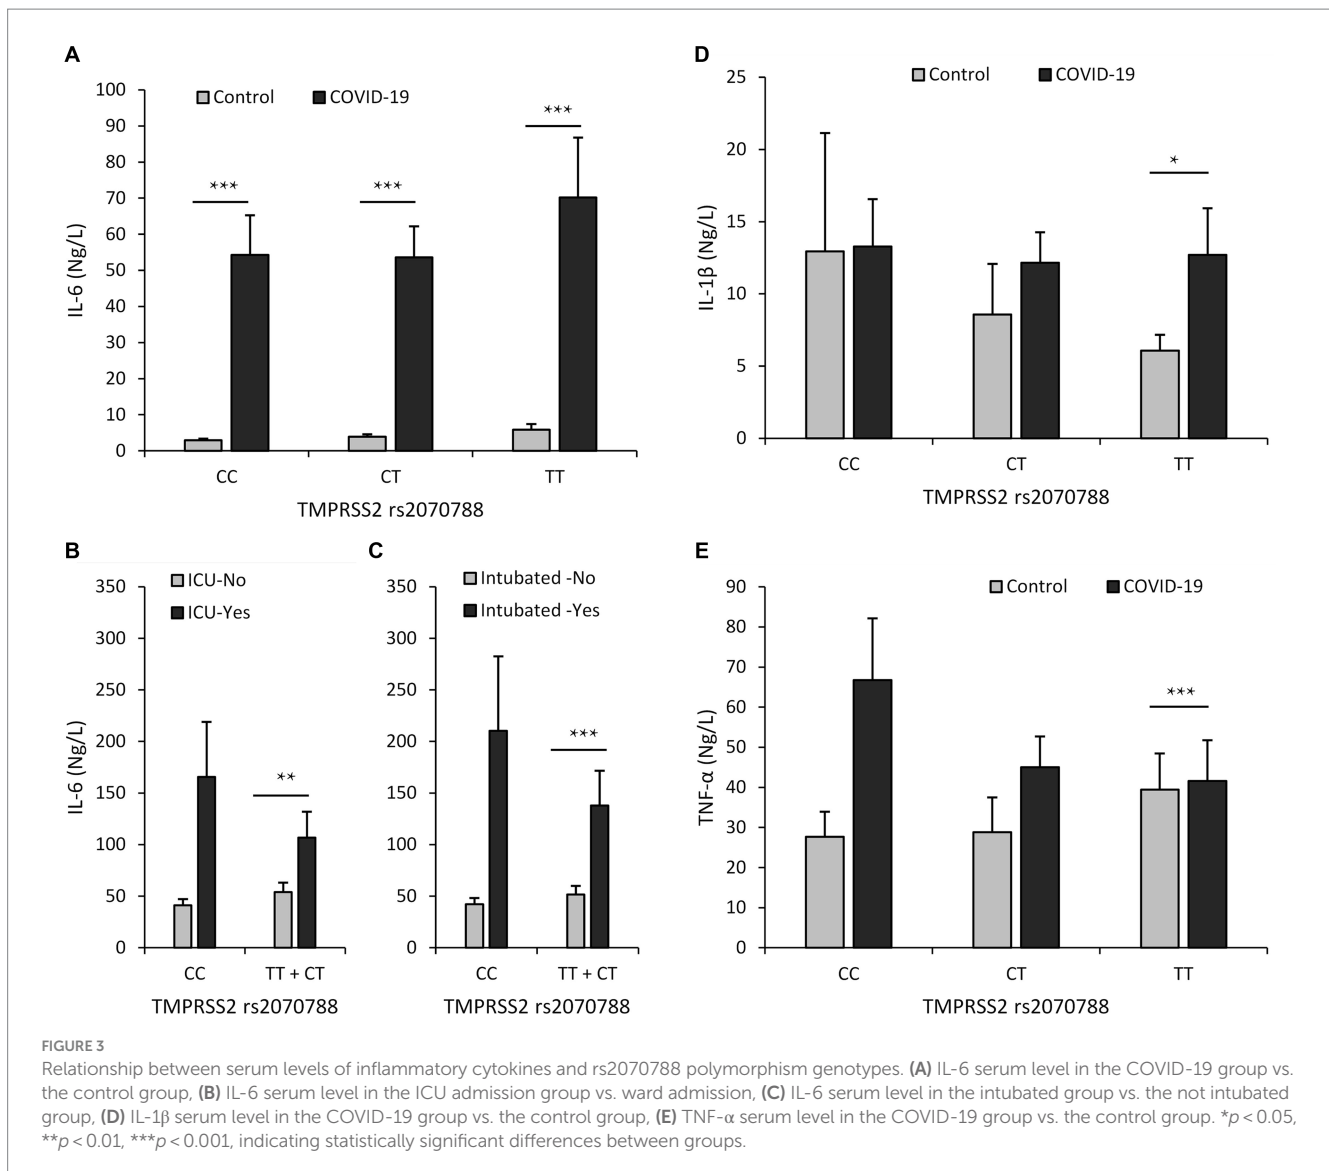 A
100
90
80
70
60
50
40
30
20
10
0
IL-6 (Ng/L)
Control COVID-19
***
***
***
CC CT TT
TMPRSS2 rs2070788
D
25
20
15
10
5
0
IL-1β (Ng/L)
Control COVID-19
*
CC CT TT
TMPRSS2 rs2070788
B
350
300
250
200
150
100
50
0
IL-6 (Ng/L)
ICU-No
ICU-Yes
**
CC TT + CT
TMPRSS2 rs2070788
C
350
300
250
200
150
100
50
0
Intubated -No
Intubated -Yes
***
CC TT + CT
TMPRSS2 rs2070788
E
90
80
70
60
50
40
30
20
10
0
TNF-α (Ng/L)
Control COVID-19
***
CC CT TT
TMPRSS2 rs2070788
FIGURE 3
Relationship between serum levels of inflammatory cytokines and rs2070788 polymorphism genotypes. (A) IL-6 serum level in the COVID-19 group vs.
the control group, (B) IL-6 serum level in the ICU admission group vs. ward admission, (C) IL-6 serum level in the intubated group vs. the not intubated
group, (D) IL-1β serum level in the COVID-19 group vs. the control group, (E) TNF-α serum level in the COVID-19 group vs. the control group. *p < 0.05,
**p < 0.01, ***p < 0.001, indicating statistically significant differences between groups.